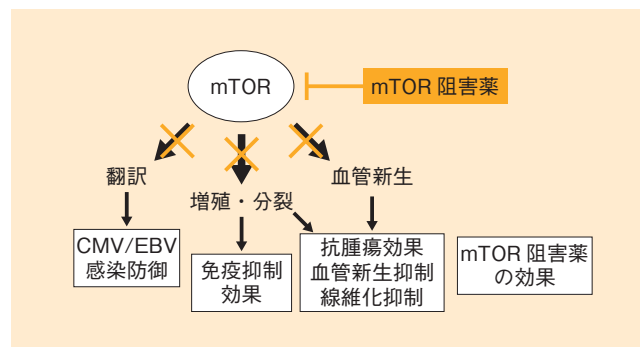 mTOR
mTOR 阻害薬
翻訳
増殖・分裂
血管新生
CMV/EBV
感染防御
免疫抑制
効果
抗腫瘍効果
血管新生抑制
線維化抑制
mTOR 阻害薬
の効果